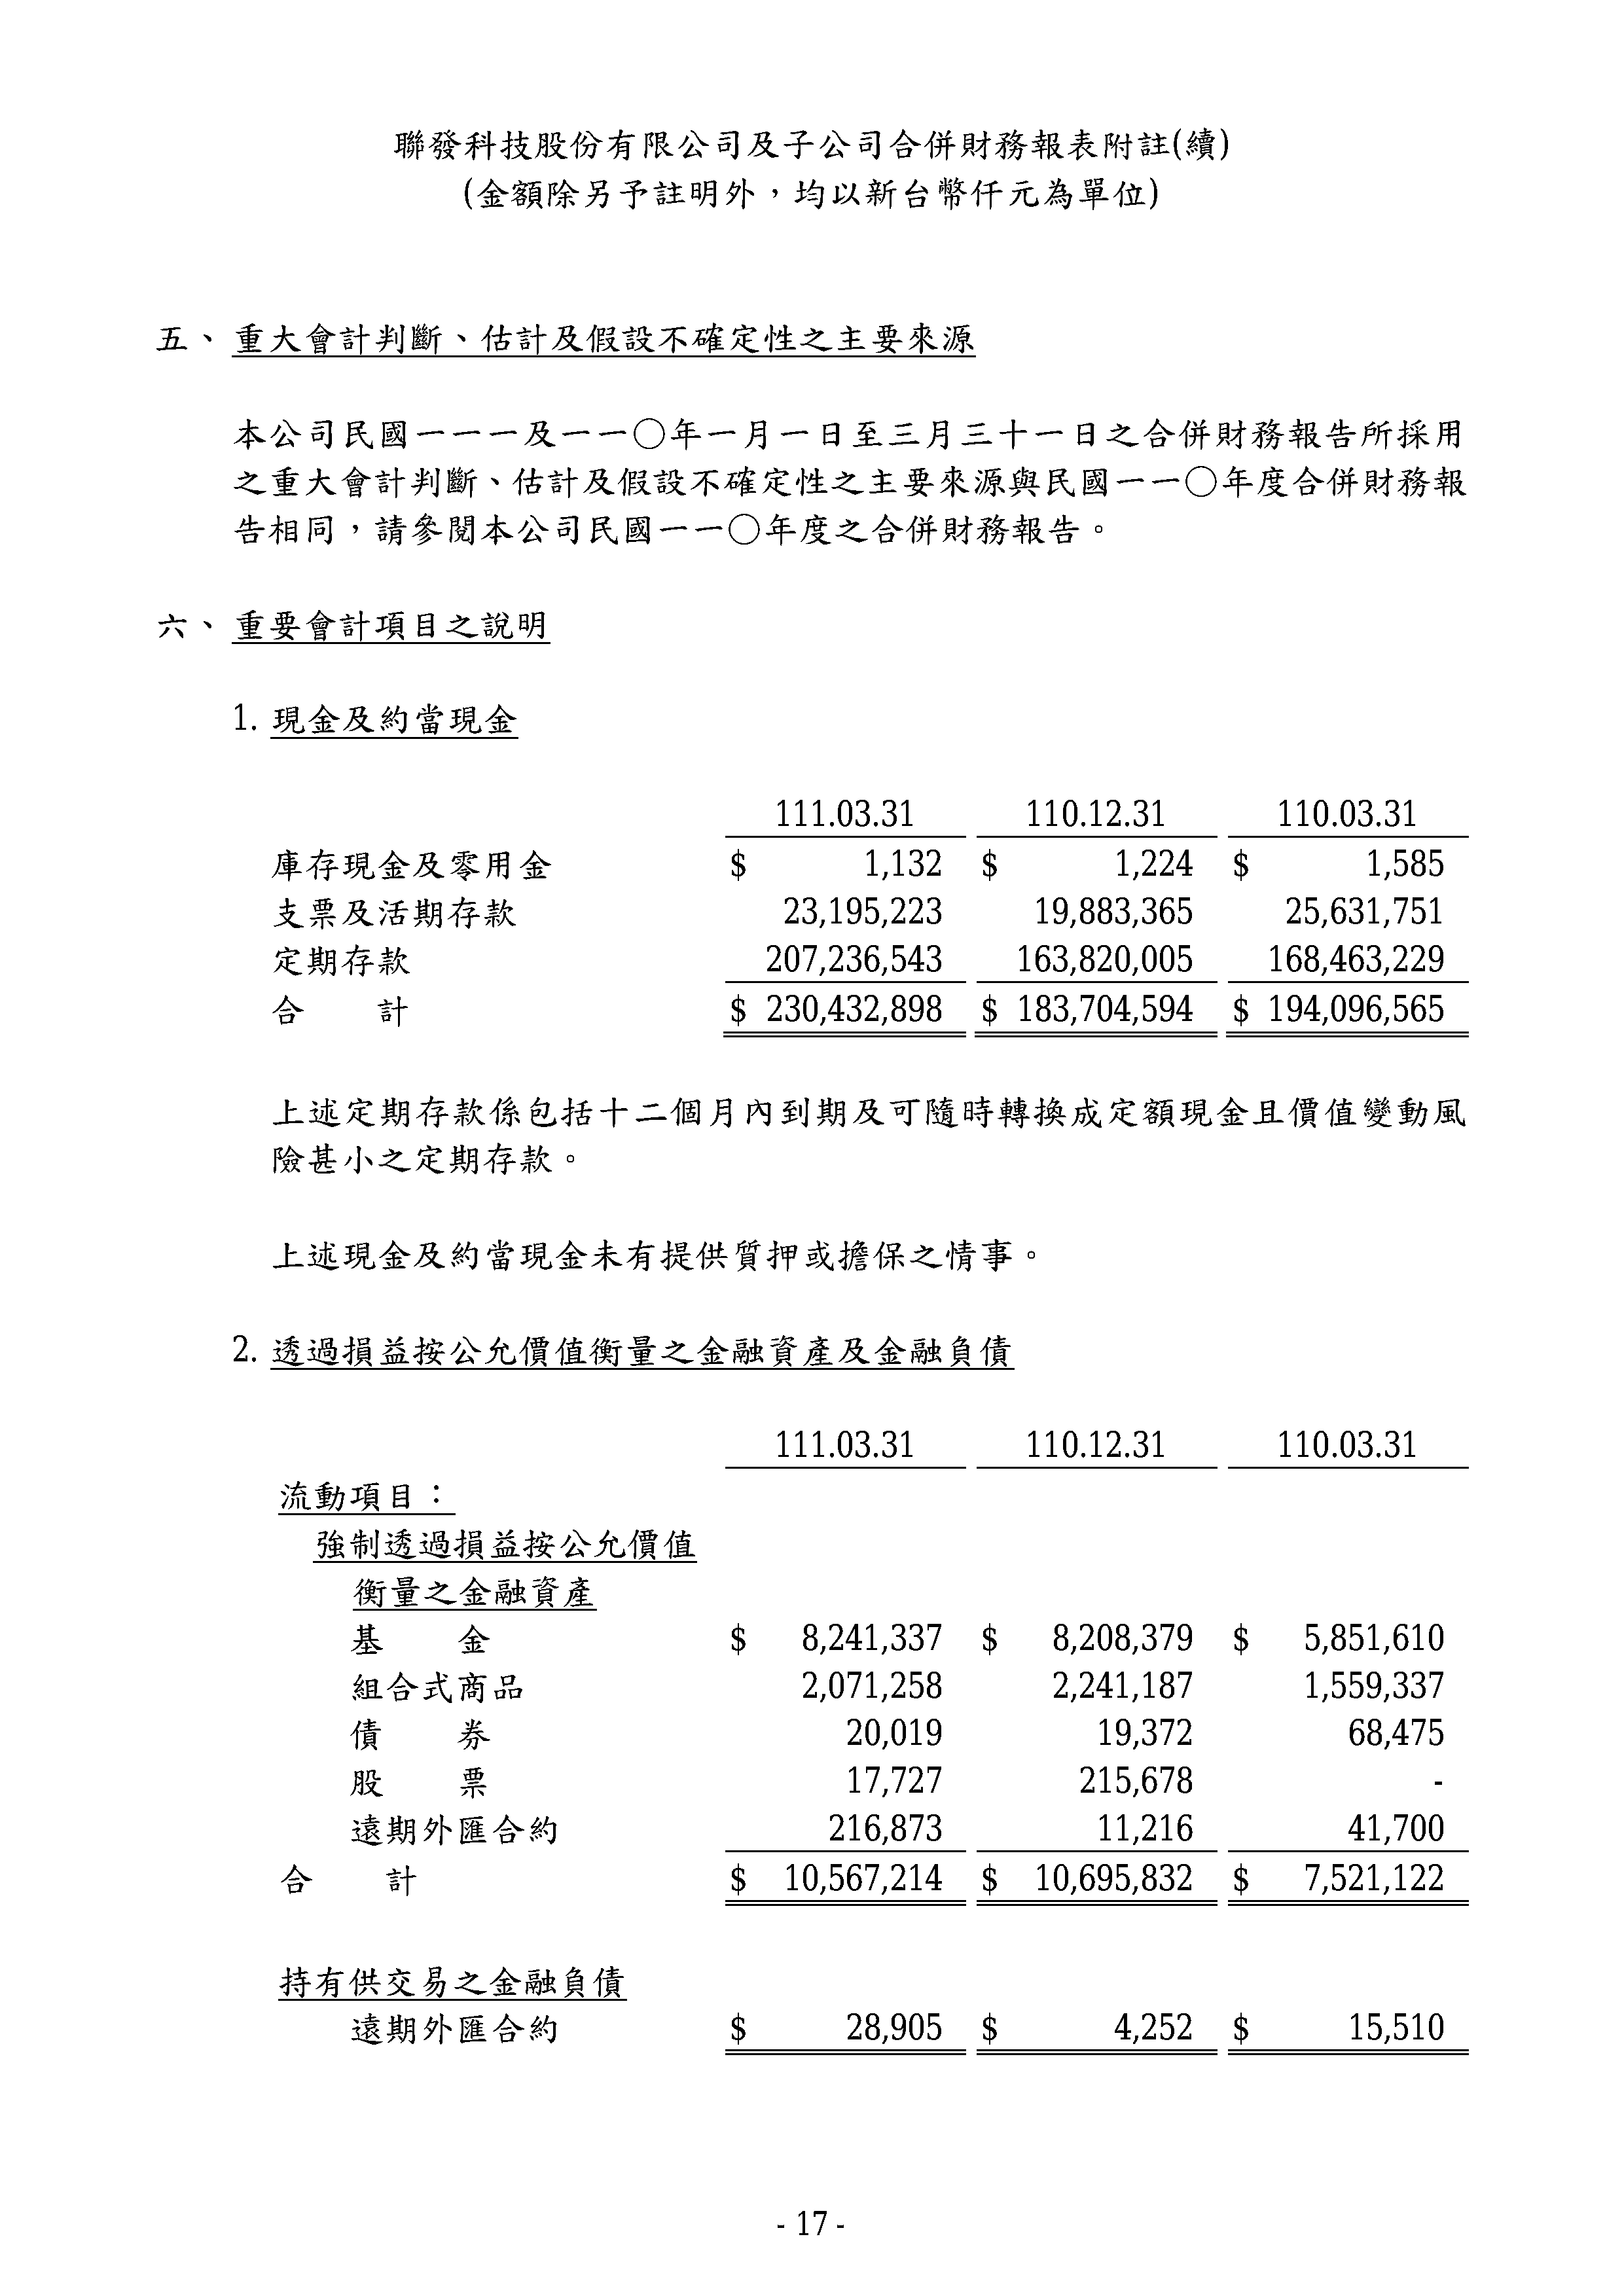 聯發科技股份有限公司及子公司合併財務報表附註(續)
(金額除另予註明外，均以新台幣仟元為單位)
五、重大會計判斷、估計及假設不確定性之主要來源
本公司民國一一一及一一〇年一月一日至三月三十一日之合併財務報告所採用
之重大會計判斷、估計及假設不確定性之主要來源與民國一一〇年度合併財務報
告相同，請參閱本公司民國一一〇年度之合併財務報告。
六、重要會計項目之說明
1. 現金及約當現金
111.03.31 110.12.31 110.03.31
庫存現金及零用金 $ 1,132 $ 1,224 $ 1,585
支票及活期存款 23,195,223 19,883,365 25,631,751
定期存款 207,236,543 163,820,005 168,463,229
合 計 $ 230,432,898 $ 183,704,594 $ 194,096,565
上述定期存款係包括十二個月內到期及可隨時轉換成定額現金且價值變動風
險甚小之定期存款。
上述現金及約當現金未有提供質押或擔保之情事。
2. 透過損益按公允價值衡量之金融資產及金融負債
111.03.31 110.12.31 110.03.31
流動項目：
強制透過損益按公允價值
衡量之金融資產
基 金 $ 8,241,337 $ 8,208,379 $ 5,851,610
組合式商品 2,071,258 2,241,187 1,559,337
債 券 20,019 19,372 68,475
股 票 17,727 215,678 -
遠期外匯合約 216,873 11,216 41,700
合 計 $ 10,567,214 $ 10,695,832 $ 7,521,122
持有供交易之金融負債
遠期外匯合約 $ 28,905 $ 4,252 $ 15,510
- 17 -